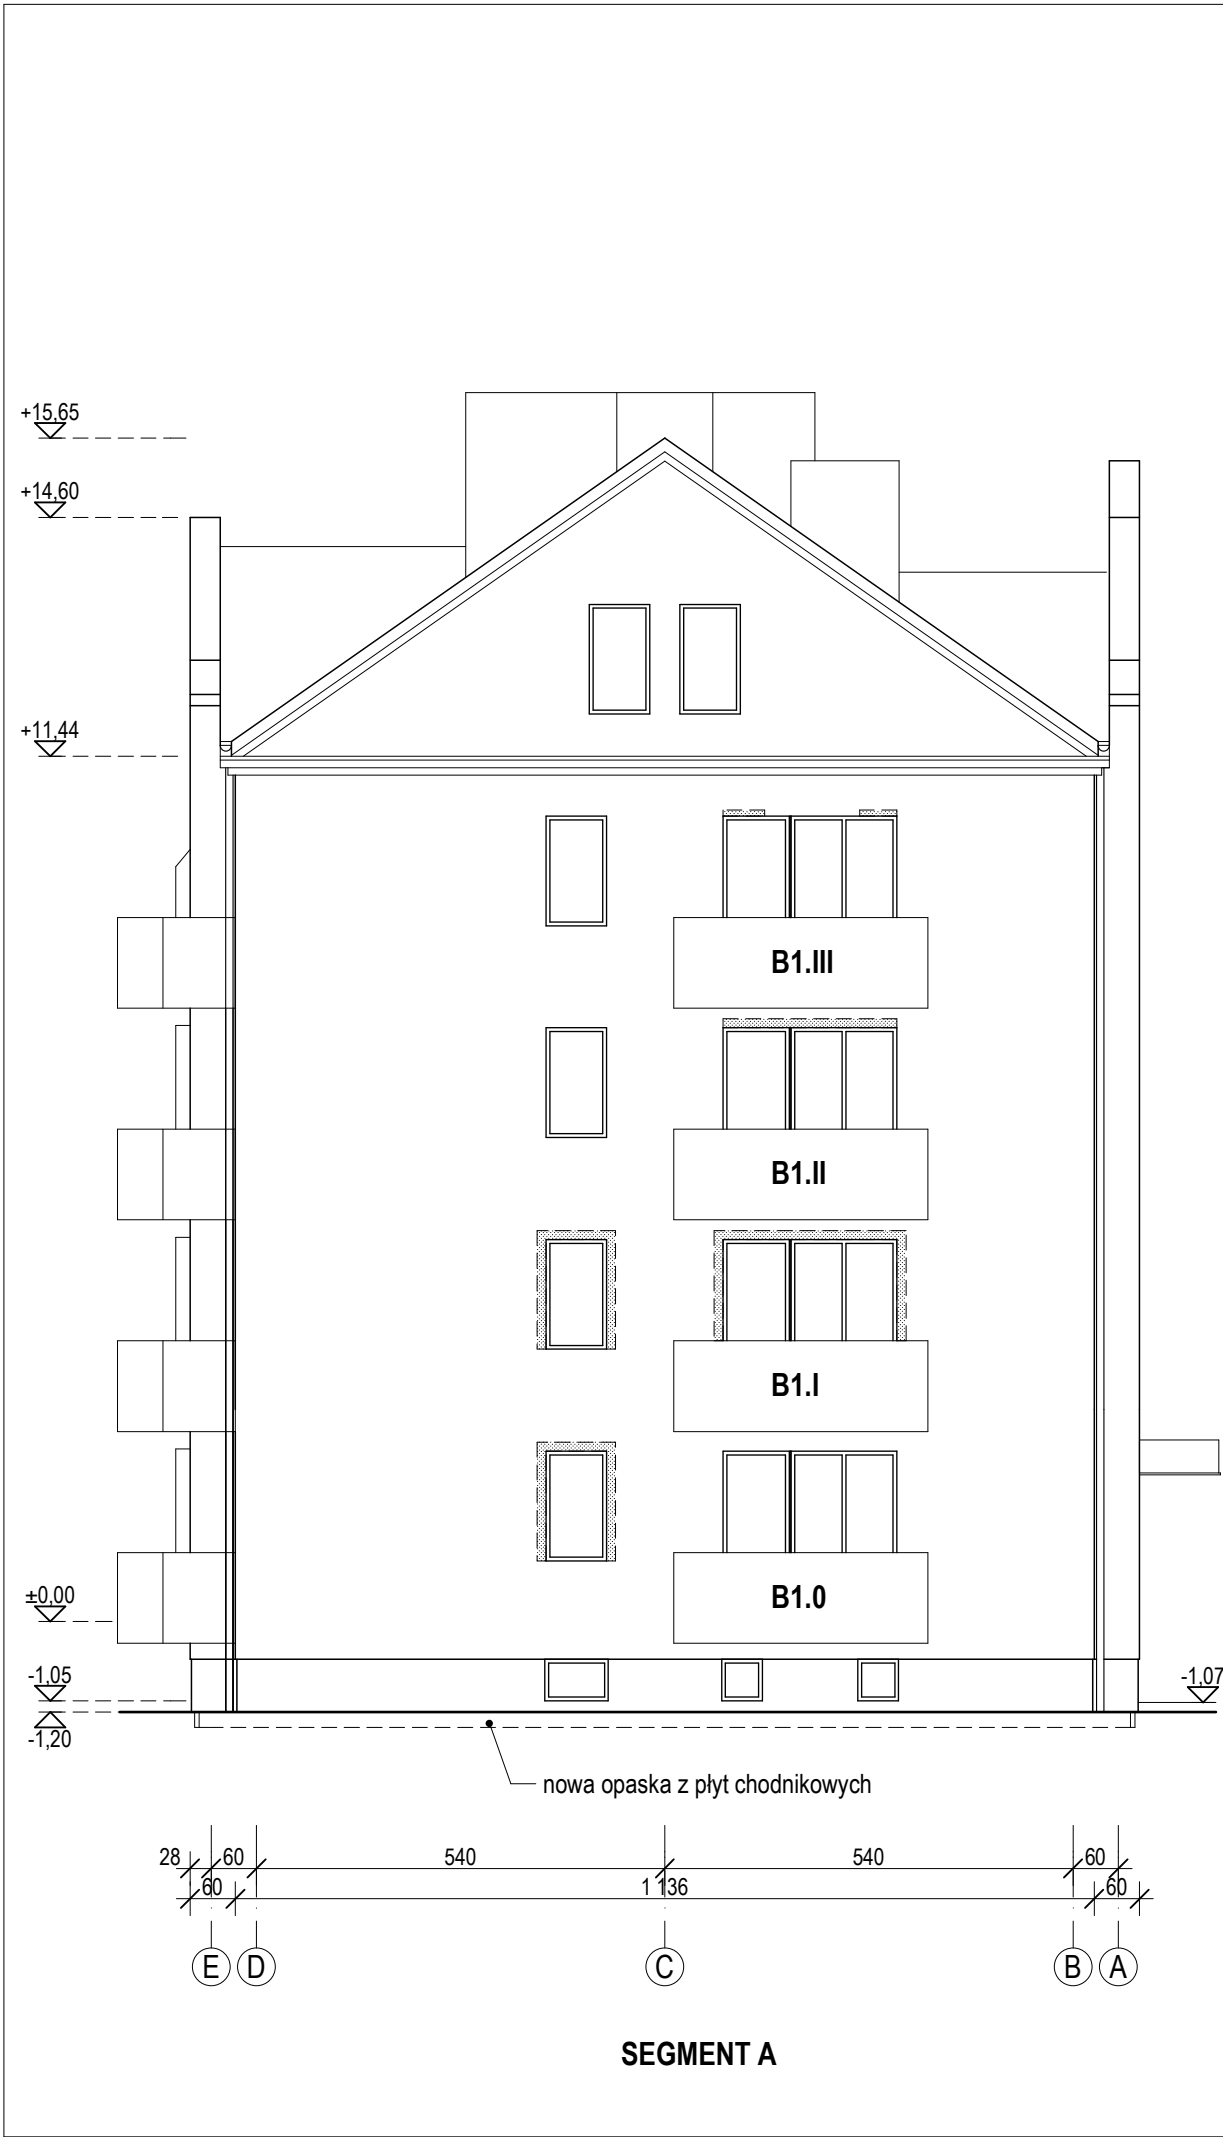 +15,65
+14,60
+11,44
B1.III
B1.II
B1.I
B1.0
±0,00
-1,05
-1,07
-1,20
nowa opaska z płyt chodnikowych
28 60 540 540 60
60 1 136 60
E D C B A
SEGMENT A